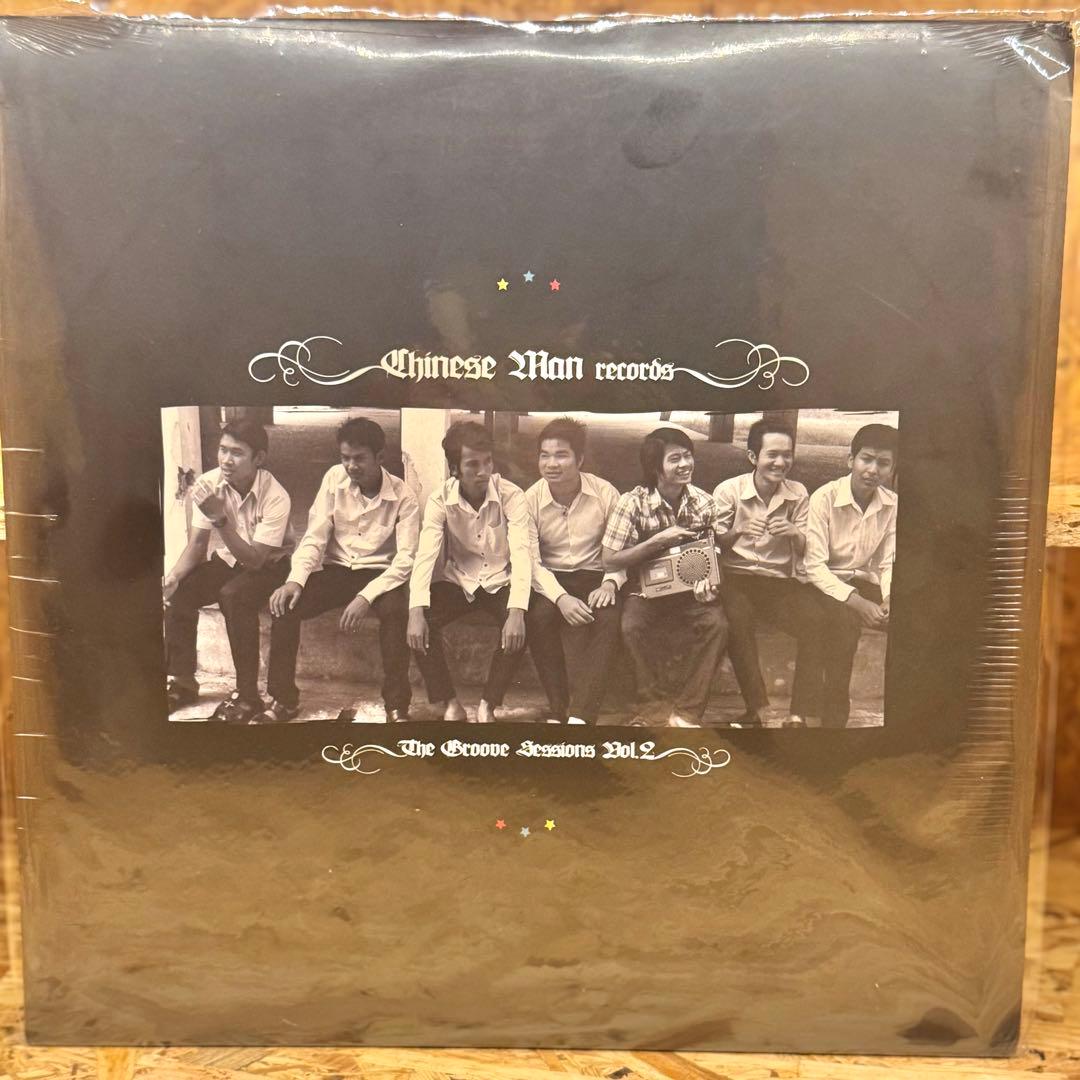 Chinese Man records
The Groove Sessions Vol.2